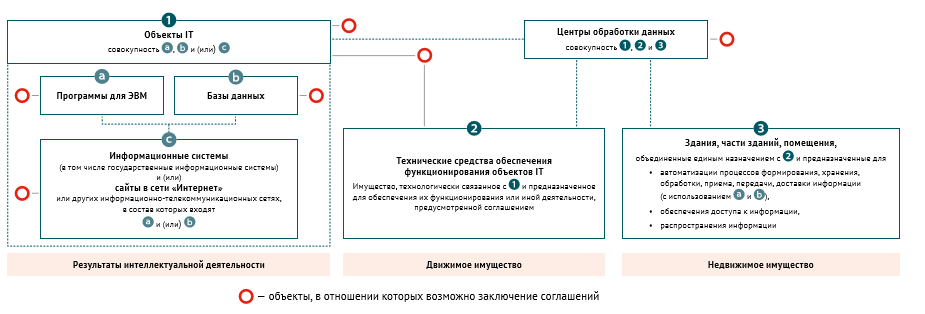 1
Объекты IT
совокупность a, b и (или) c
Центры обработки данных
совокупность 1, 2 и 3
a
Программы для ЭВМ
b
Базы данных
c
Информационные системы
(в том числе государственные информационные системы)
и (или)
сайты в сети «Интернет»
или других информационно-телекоммуникационных сетях,
в состав которых входят
a и (или) b
2
Технические средства обеспечения
функционирования объектов IT
Имущество, технологически связанное с 1 и предназначенное
для обеспечения их функционирования или иной деятельности,
предусмотренной соглашением
3
Здания, части зданий, помещения,
объединенные единым назначением с 2 и предназначенные для
• автоматизации процессов формирования, хранения,
обработки, приема, передачи, доставки информации
(с использованием a и b),
• обеспечения доступа к информации,
• распространения информации
Результаты интеллектуальной деятельности
Движимое имущество
Недвижимое имущество
— объекты, в отношении которых возможно заключение соглашений